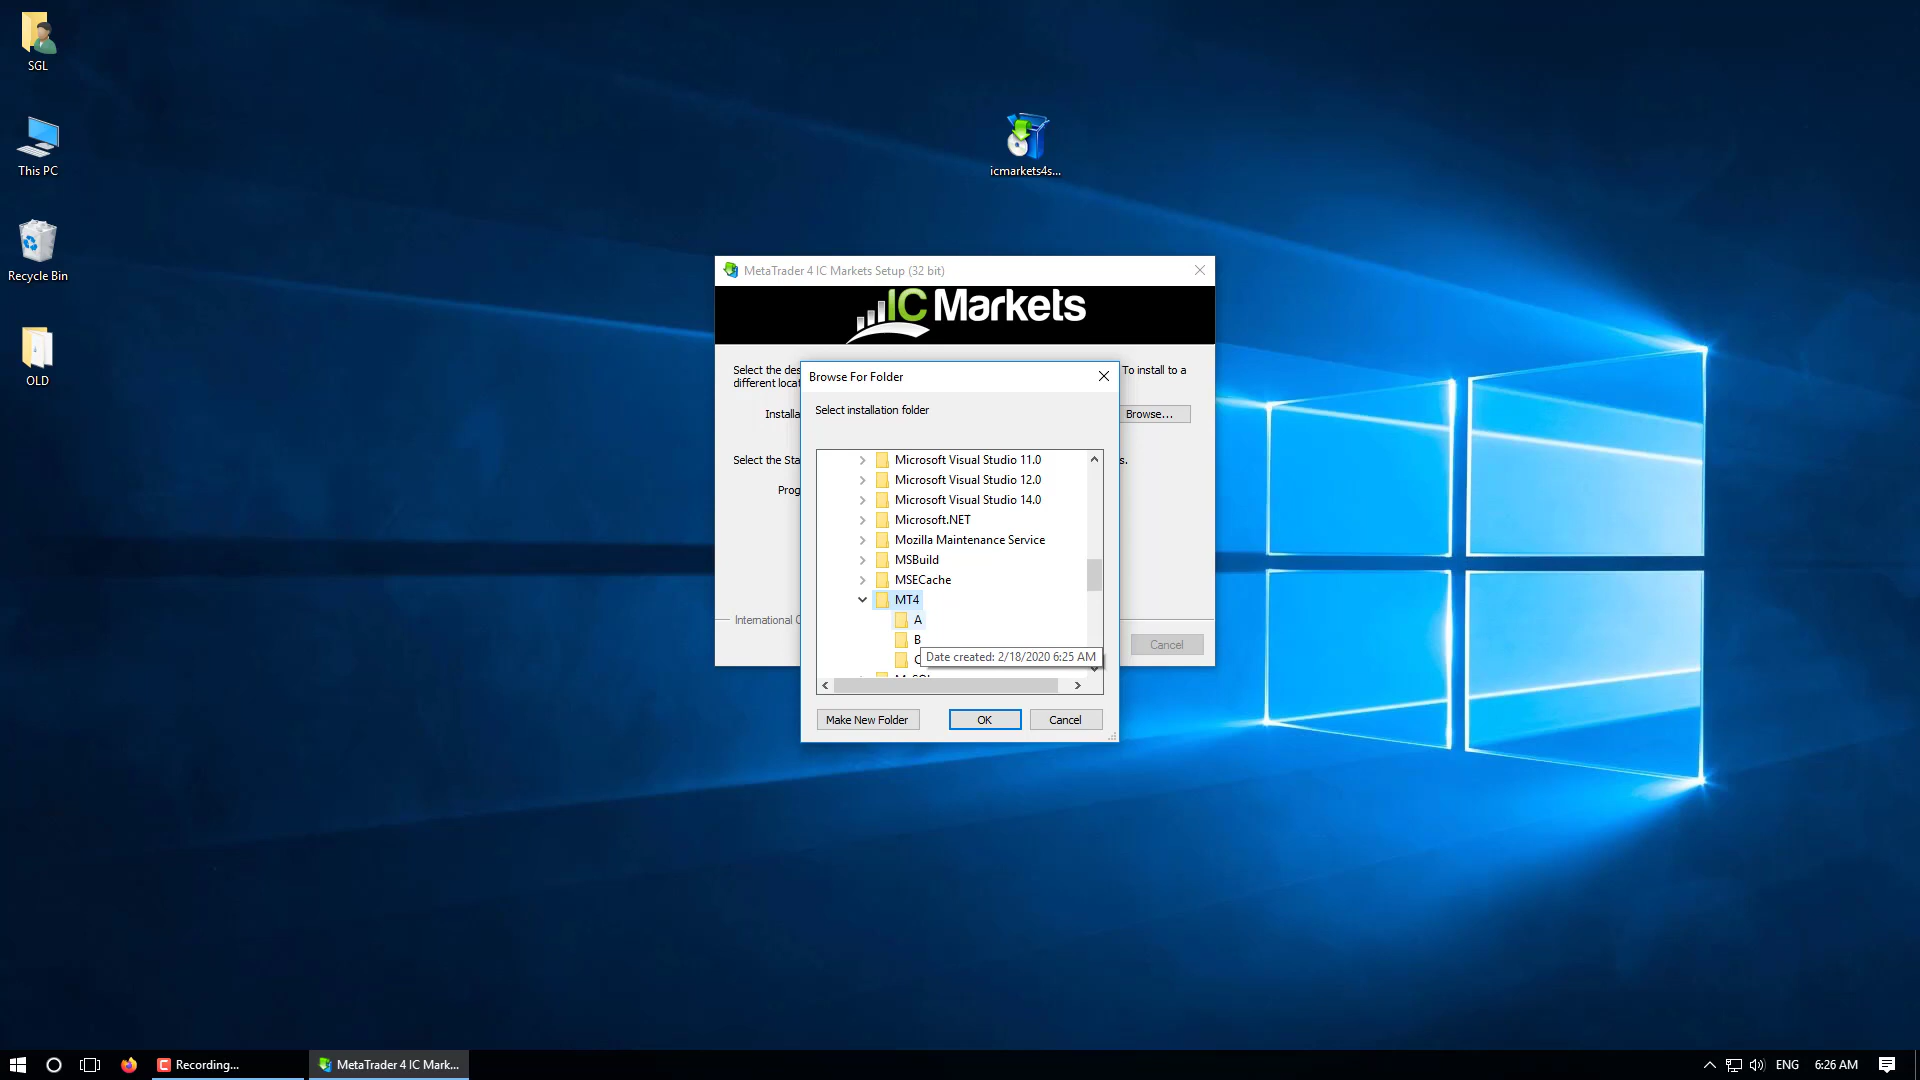 SGL
This PC
Recycle Bin
OLD
icmarkets4s...
MetaTrader 4 IC Markets Setup (32 bit)
IC Markets
Select the des
To install to a
different locat
Installa
Browse...
Select the Sta
s.
Prog
International C
Cancel
Browse For Folder
Select installation folder
Microsoft Visual Studio 11.0
Microsoft Visual Studio 12.0
Microsoft Visual Studio 14.0
Microsoft.NET
Mozilla Maintenance Service
MSBuild
MSECache
MT4
A
B
Date created: 2/18/2020 6:25 AM
Make New Folder
OK
Cancel
Recording...
MetaTrader 4 IC Mark...
ENG
6:26 AM